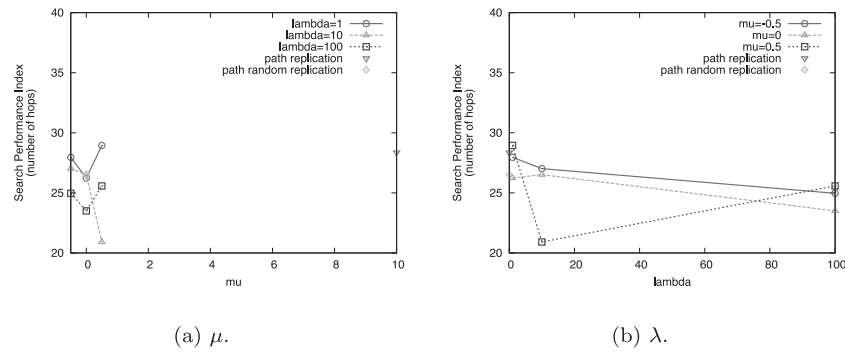 40
35
30
25
20
Search Performance Index
(number of hops)
lambda=1
lambda=10
lambda=100
path replication
path random replication
0
2
4
6
8
10
mu
(a) μ.
40
35
30
25
20
Search Performance Index
(number of hops)
mu=-0.5
mu=0
mu=0.5
path replication
path random replication
0
20
40
60
80
100
lambda
(b) λ.